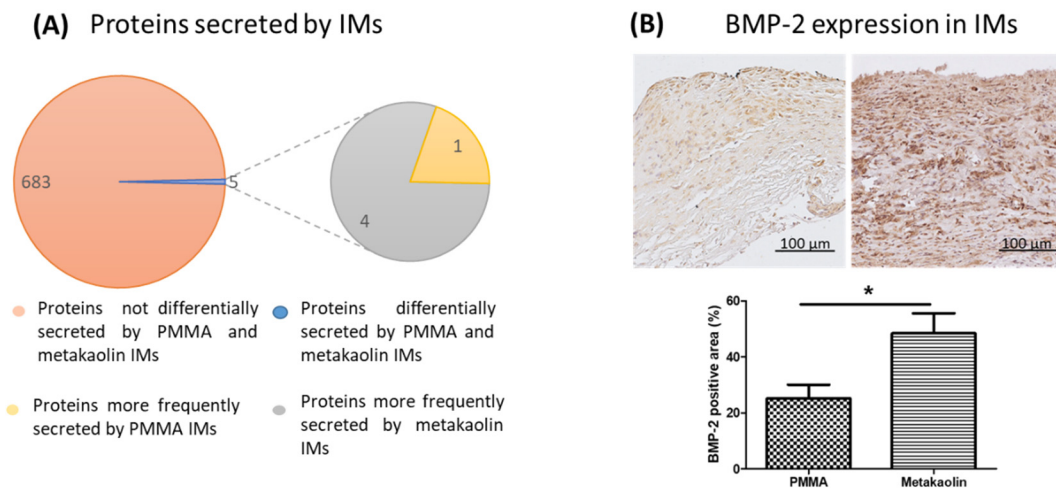 (A) Proteins secreted by IMs
683
5
1
4
Proteins not differentially
secreted by PMMA and
metakaolin IMs
Proteins differentially
secreted by PMMA and
metakaolin IMs
Proteins more frequently
secreted by PMMA IMs
Proteins more frequently
secreted by metakaolin
IMs
(B) BMP-2 expression in IMs
100 µm
100 µm
BMP-2 positive area (%)
60
40
20
0
*
PMMA
Metakaolin